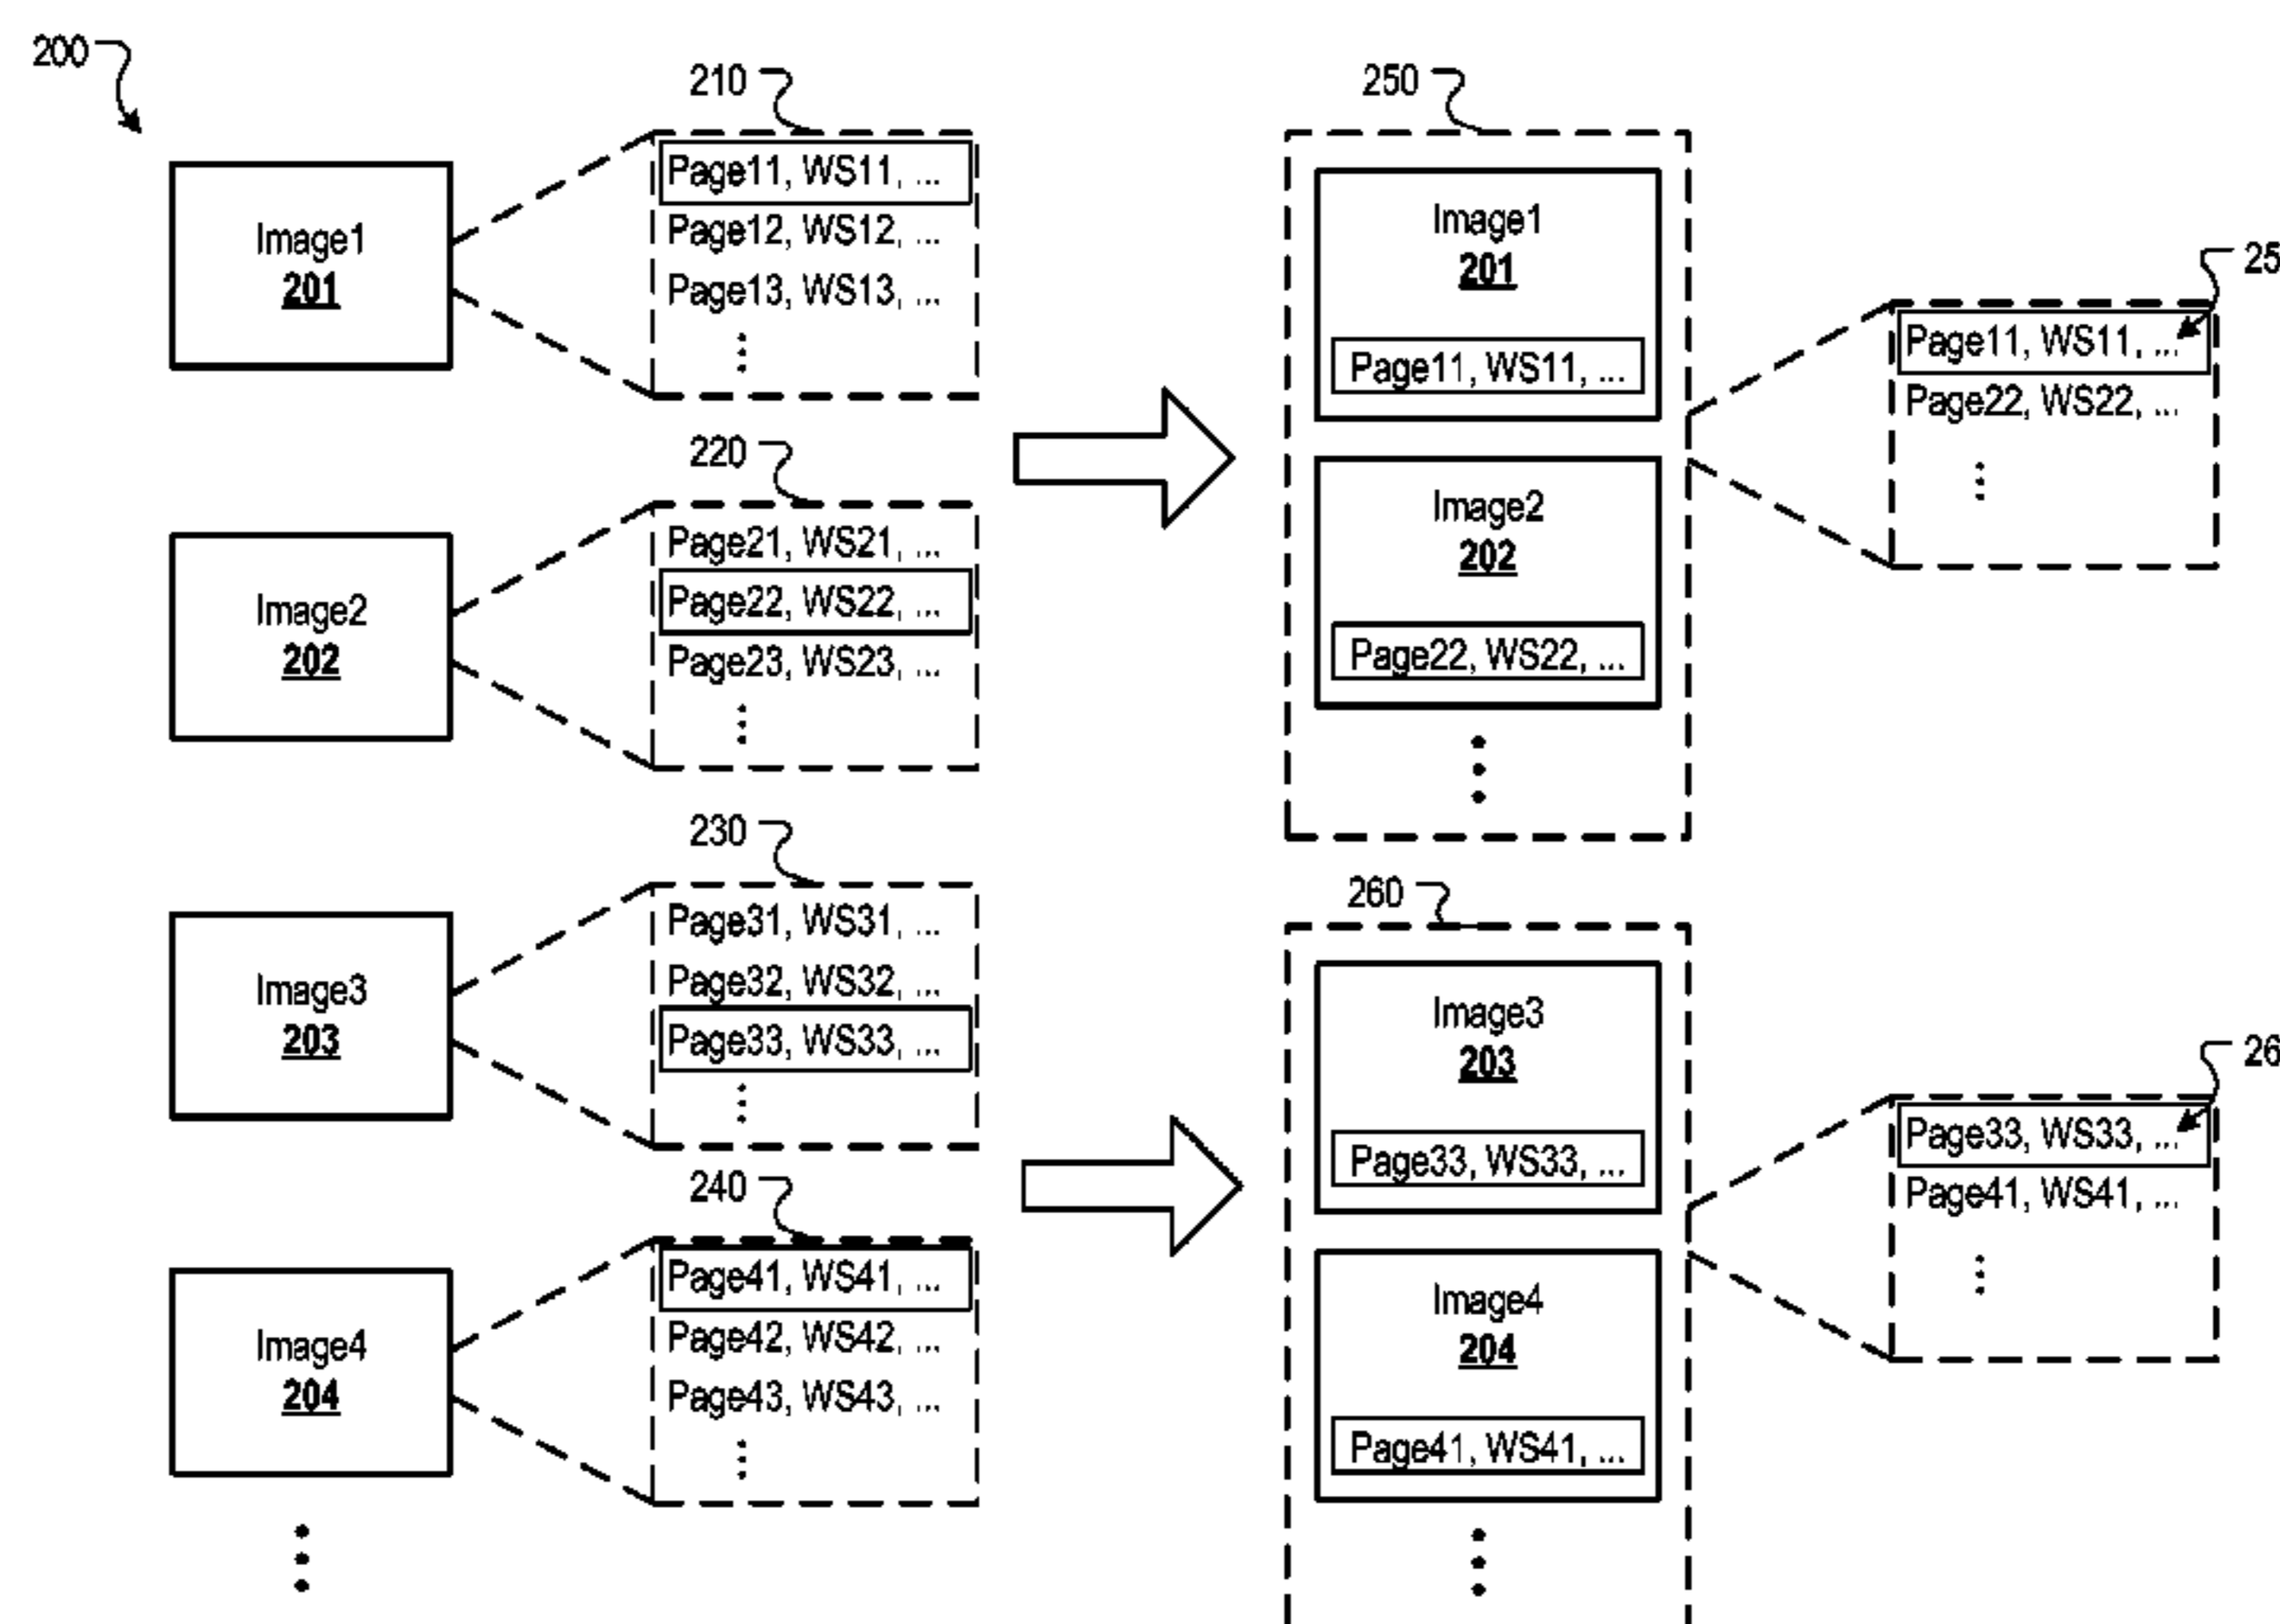 200
210
Image1
201
Page11, WS11, ...
Page12, WS12, ...
Page13, WS13, ...
220
Image2
202
Page21, WS21, ...
Page22, WS22, ...
Page23, WS23, ...
230
Image3
203
Page31, WS31, ...
Page32, WS32, ...
Page33, WS33, ...
240
Image4
204
Page41, WS41, ...
Page42, WS42, ...
Page43, WS43, ...
250
Image1
201
Page11, WS11, ...
Image2
202
Page22, WS22, ...
25
Page11, WS11, ...
Page22, WS22, ...
260
Image3
203
Page33, WS33, ...
Image4
204
Page41, WS41, ...
26
Page33, WS33, ...
Page41, WS41, ...